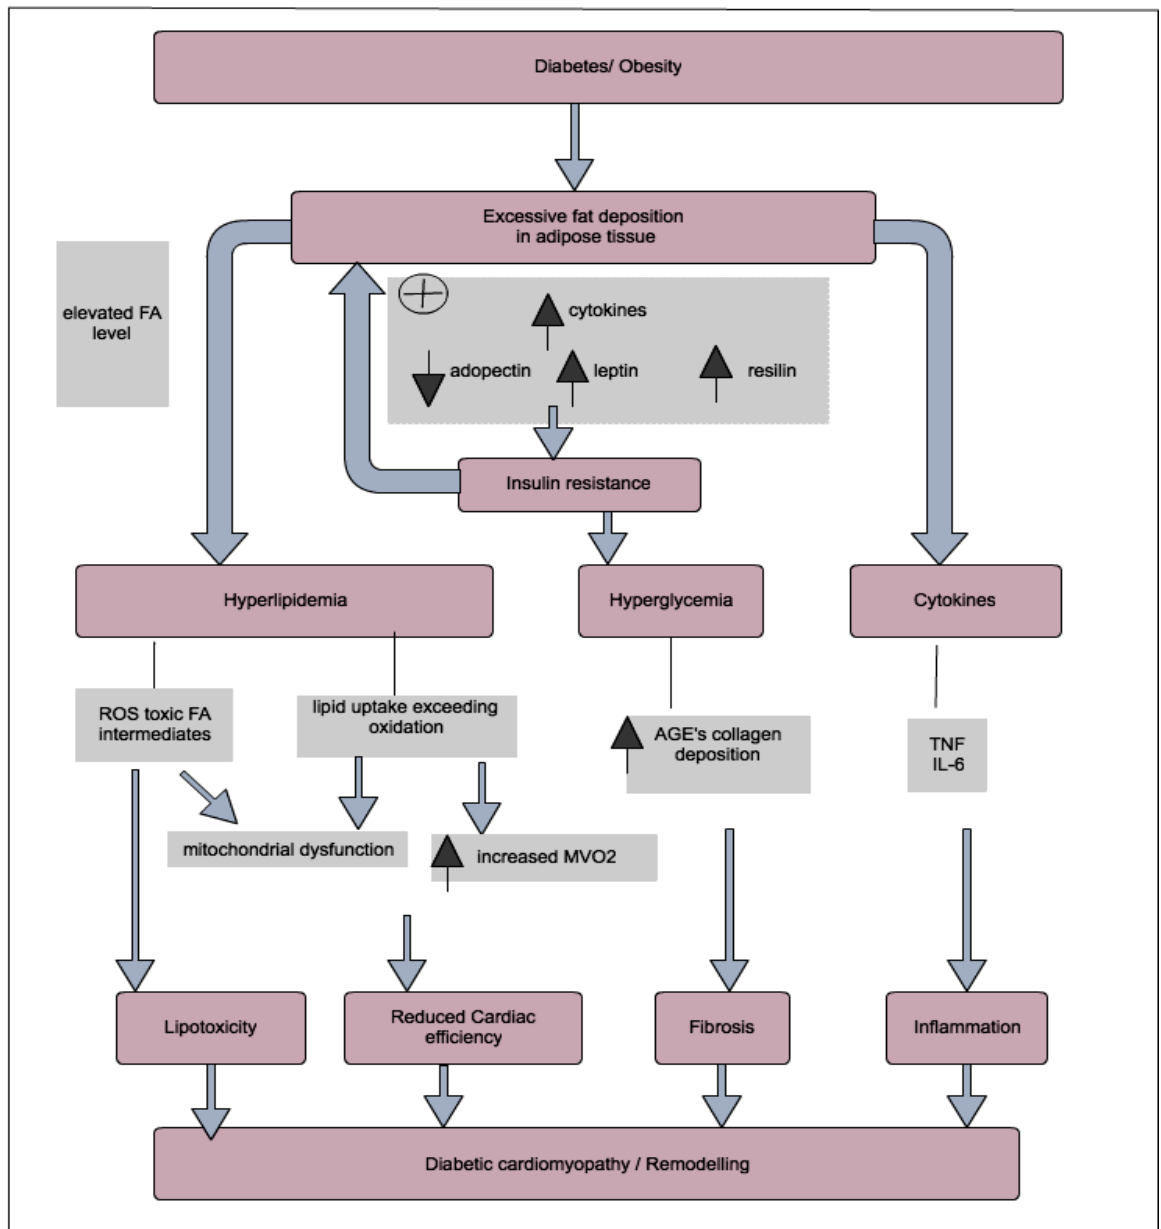 Diabetes/ Obesity
Excessive fat deposition
in adipose tissue
elevated FA
level
cytokines
adopectin
leptin
resilin
Insulin resistance
Hyperlipidemia
Hyperglycemia
Cytokines
ROS toxic FA
intermediates
lipid uptake exceeding
oxidation
AGE's collagen
deposition
TNF
IL-6
mitochondrial dysfunction
increased MVO2
Lipotoxicity
Reduced Cardiac
efficiency
Fibrosis
Inflammation
Diabetic cardiomyopathy / Remodelling